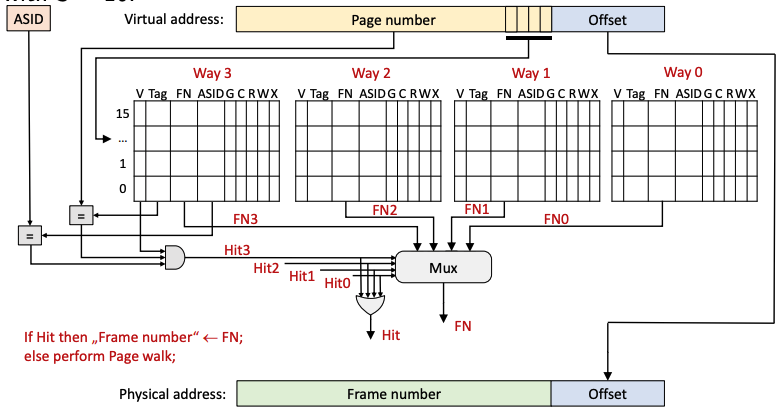 ASID
Virtual address:
Page number
Offset
Way 3
Way 2
Way 1
Way 0
V Tag FN ASID G C R W X
V Tag FN ASID G C R W X
V Tag FN ASID G C R W X
V Tag FN ASID G C R W X
15
...
1
0
=
=
FN3
FN2
FN1
FN0
Hit3
Hit2
Hit1
Hit0
Mux
Hit
FN
If Hit then „Frame number“ ← FN;
else perform Page walk;
Physical address:
Frame number
Offset